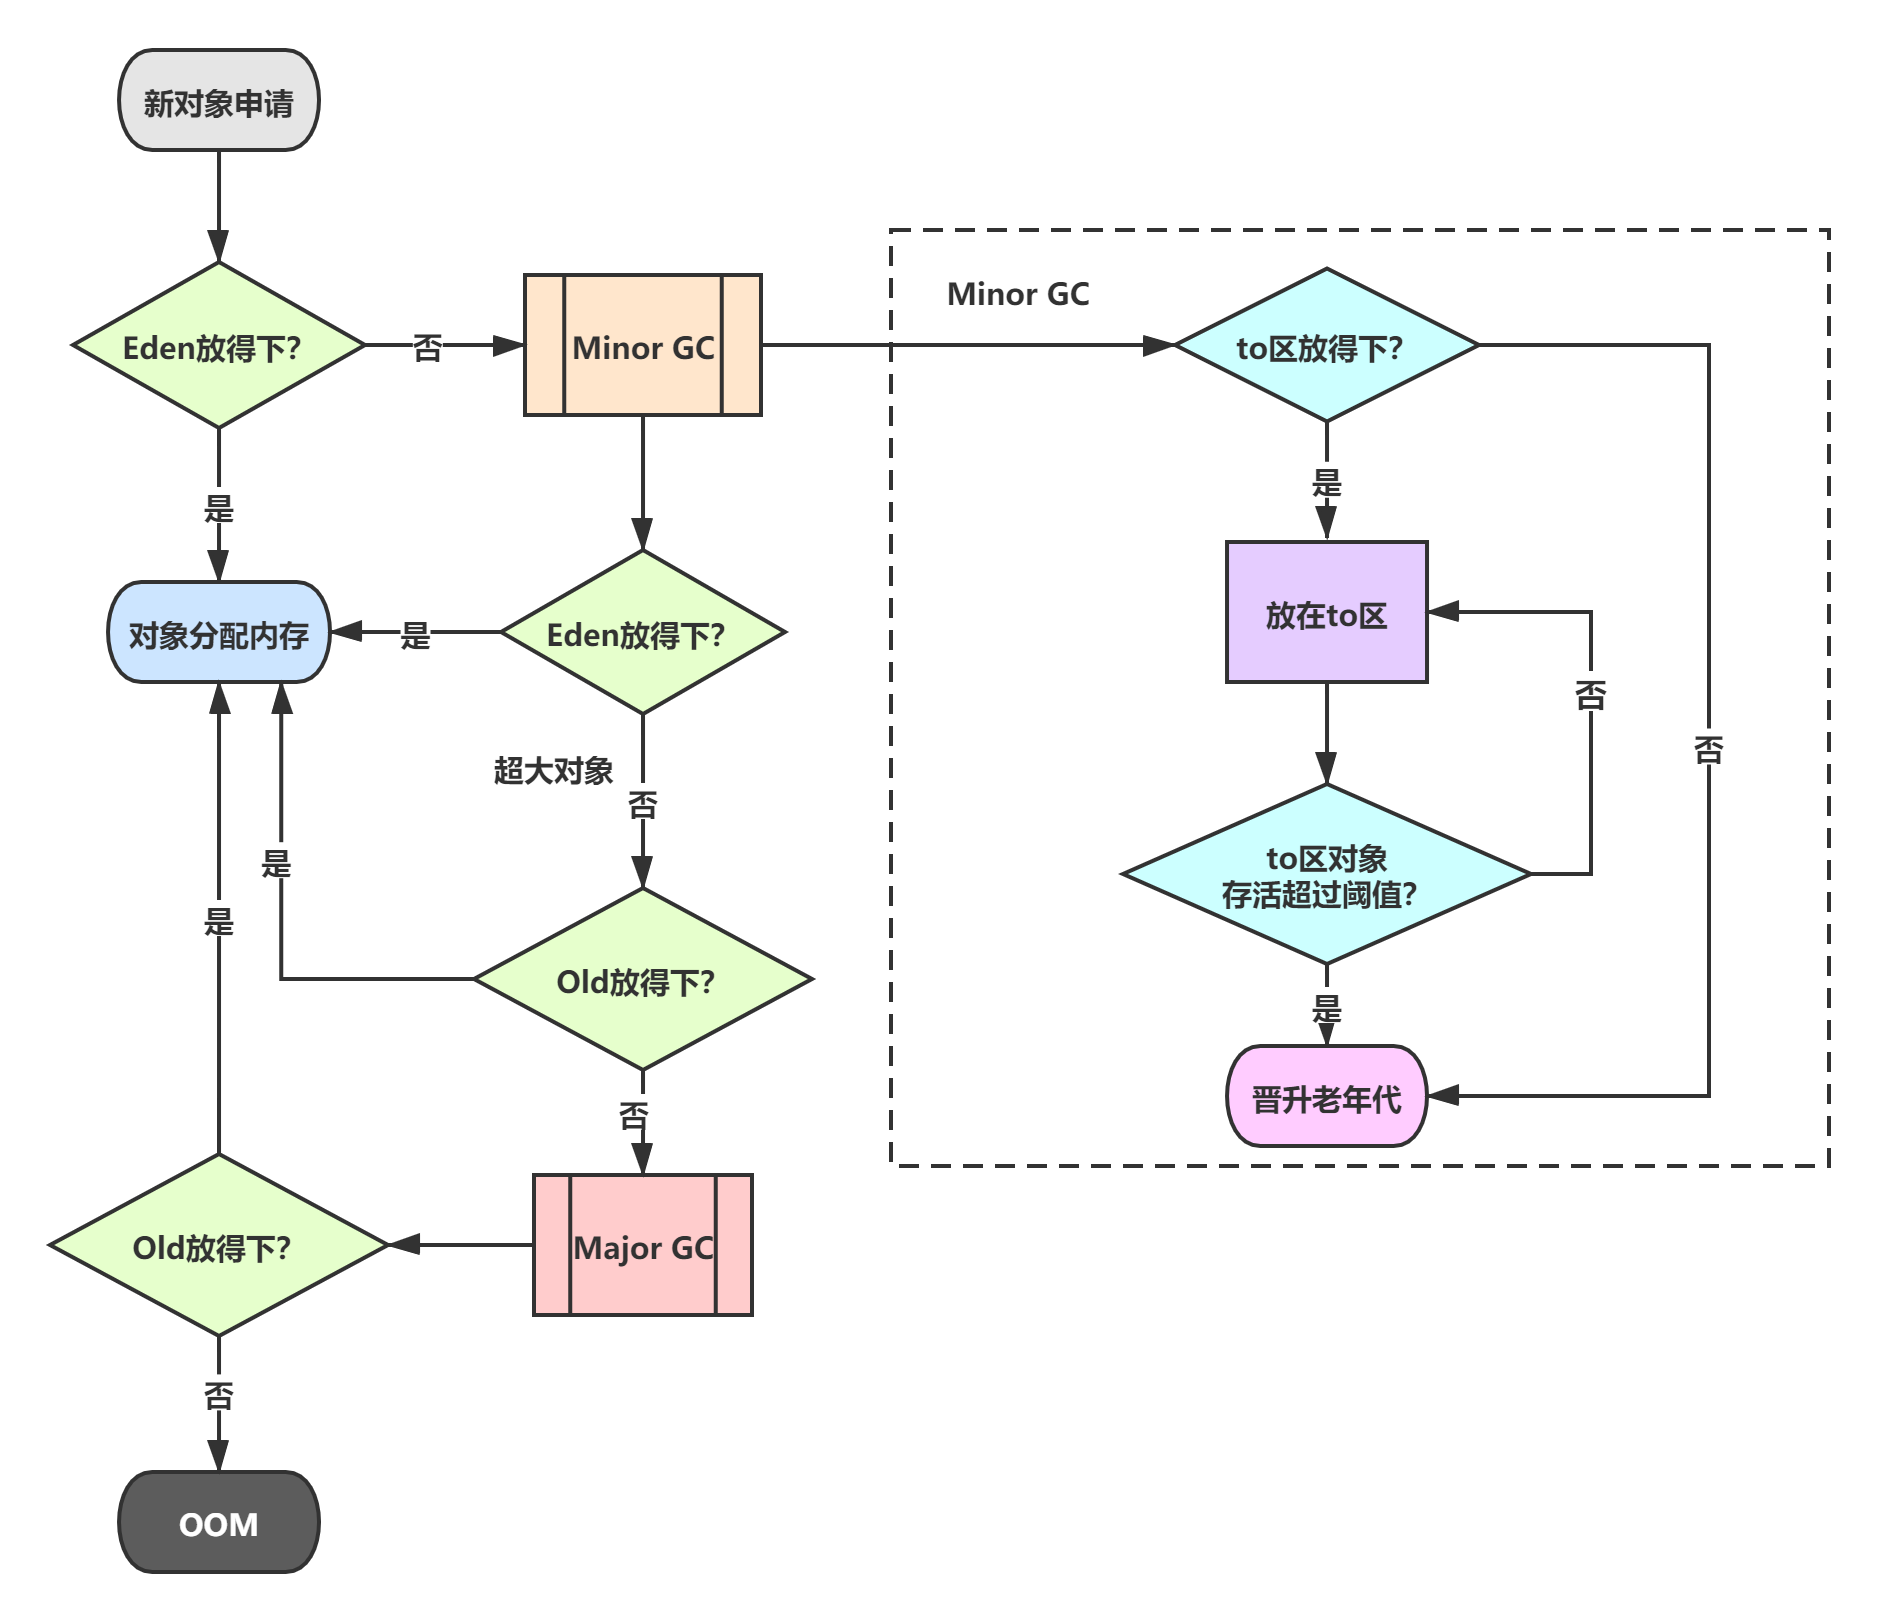 新对象申请
Eden放得下?
否
Minor GC
Minor GC
to区放得下?
是
是
对象分配内存
是
Eden放得下?
放在to区
否
超大对象
否
否
是
to区对象
存活超过阈值?
是
Old放得下?
是
晋升老年代
否
Old放得下?
Major GC
否
OOM